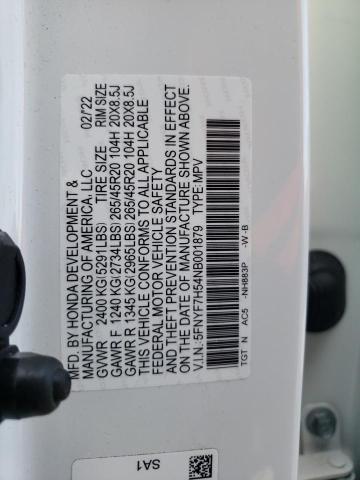 MFD. BY HONDA DEVELOPMENT & 02/'22
MANUFACTURING OF AMERICA, LLC
GVWR 2400 KG(5291LBS) TIRE SIZE RIM SIZE
GAWR F 1240 KG(2734LBS)265/45R20 104H 20X8.5J
GAWR R 1345 KG(2965LBS)265/45R20 104H 20X8.5J
THIS VEHICLE CONFORMS TO ALL APPLICABLE
FEDERAL MOTOR VEHICLE SAFETY
AND THEFT PREVENTION STANDARDS IN EFFECT
ON THE DATE OF MANUFACTURE SHOWN ABOVE.
V.I.N.: 5FNYF7H54NB001879 TYPE:MPV
TGT N AC5 -NH883P -W -B
SA1